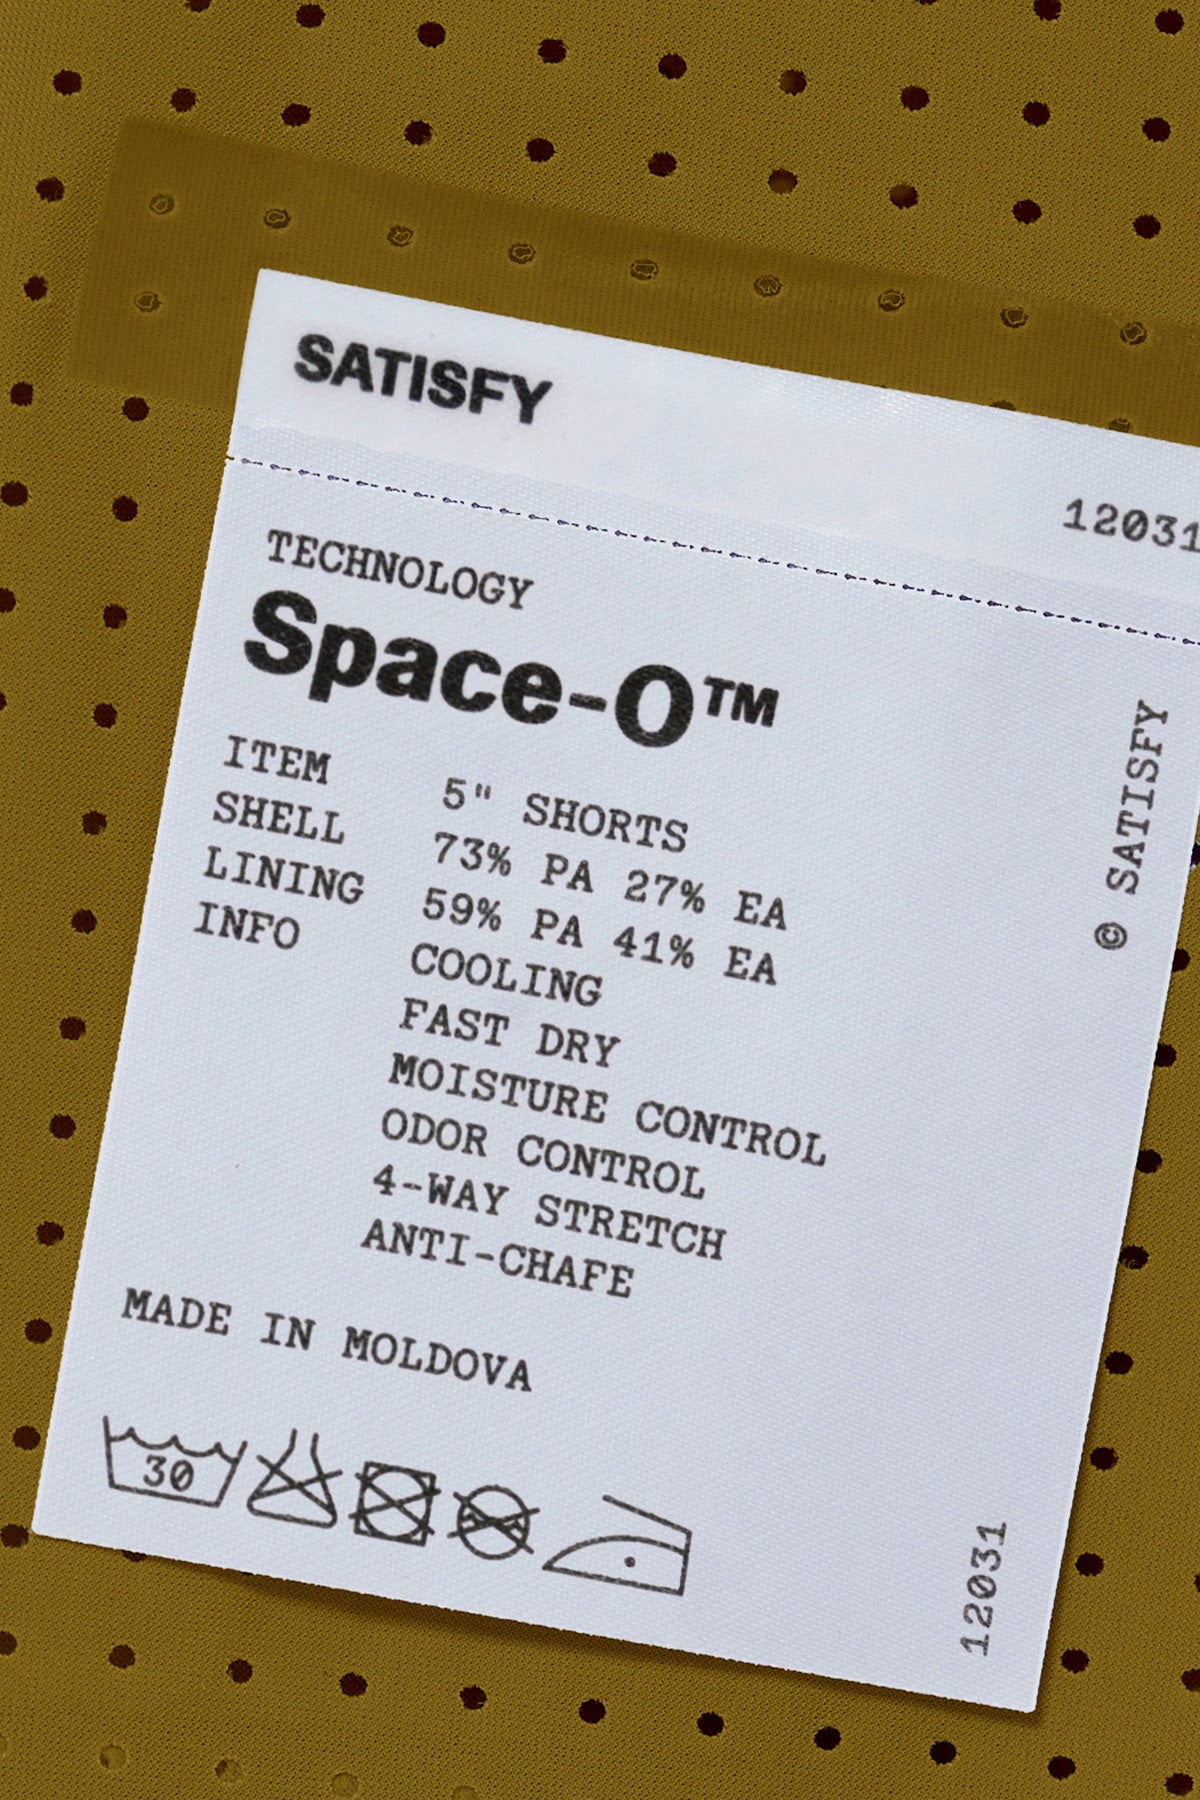 SATISFY
12031
TECHNOLOGY
Space-O™
ITEM 5" SHORTS
SHELL 73% PA 27% EA
LINING 59% PA 41% EA
INFO COOLING
FAST DRY
MOISTURE CONTROL
ODOR CONTROL
4-WAY STRETCH
ANTI-CHAFE
MADE IN MOLDOVA
30
© SATISFY
12031